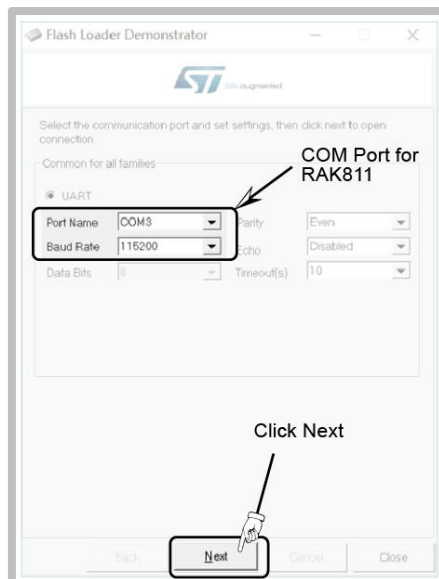 Flash Loader Demonstrator
life.augmented
Select the communication port and set settings, then click next to open
connection.
Common for all families
UART
COM Port for
RAK811
Port Name COM3 Parity Even
Baud Rate 115200 Echo Disabled
Data Bits 8 Timeout(s) 10
Click Next
Back Next Cancel Close